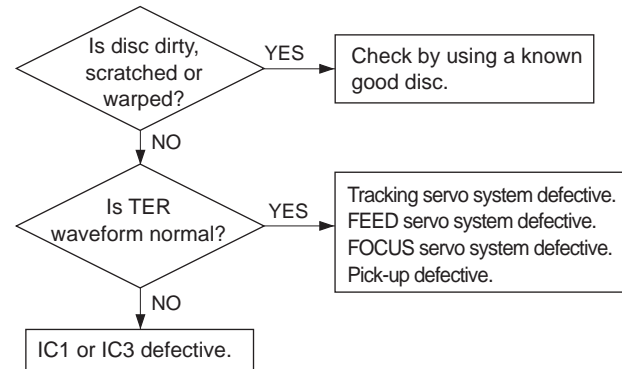 Is disc dirty,
scratched or
warped?
YES
Check by using a known
good disc.
NO
Is TER
waveform normal?
YES
Tracking servo system defective.
FEED servo system defective.
FOCUS servo system defective.
Pick-up defective.
NO
IC1 or IC3 defective.